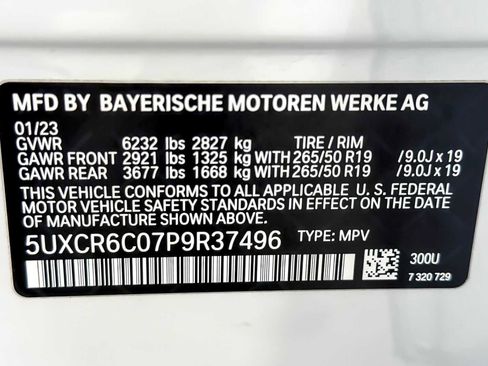 MFD BY BAYERISCHE MOTOREN WERKE AG
01/23
GVWR 6232 lbs 2827 kg TIRE / RIM
GAWR FRONT 2921 lbs 1325 kg WITH 265/50 R19 /9.0J x 19
GAWR REAR 3677 lbs 1668 kg WITH 265/50 R19 /9.0J x 19
THIS VEHICLE CONFORMS TO ALL APPLICABLE U. S. FEDERAL
MOTOR VEHICLE SAFETY STANDARDS IN EFFECT ON THE DATE
OF MANUFACTURE SHOWN ABOVE.
5UXCR6C07P9R37496 TYPE: MPV
300U
7 320 729